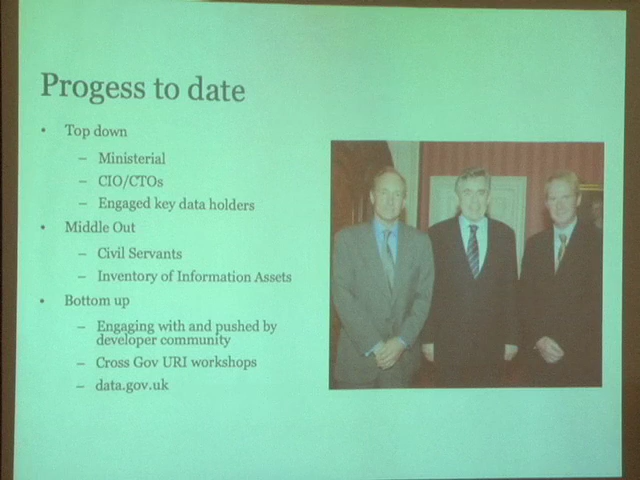 Progess to date
• Top down
– Ministerial
– CIO/CTOs
– Engaged key data holders
• Middle Out
– Civil Servants
– Inventory of Information Assets
• Bottom up
– Engaging with and pushed by
developer community
– Cross Gov URI workshops
– data.gov.uk